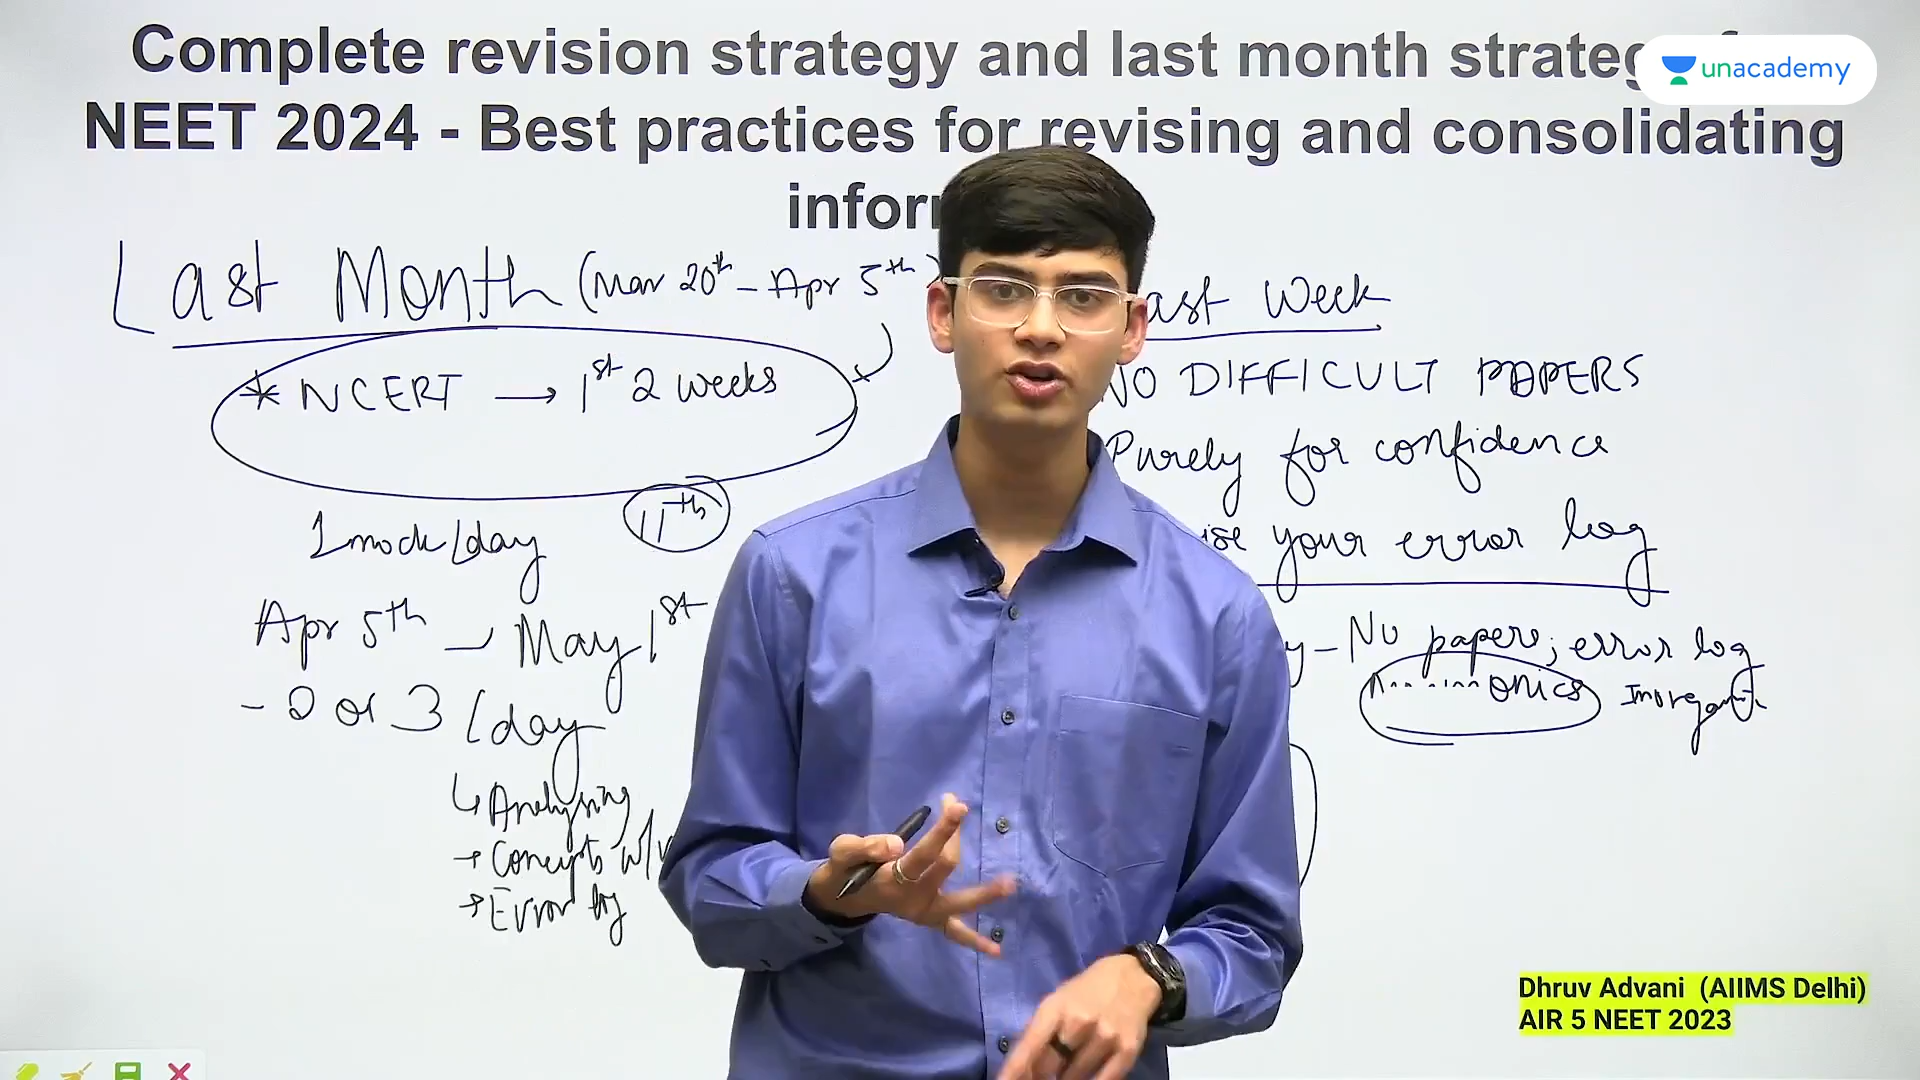 Complete revision strategy and last month strateg
unacademy
NEET 2024 - Best practices for revising and consolidating
infor
Last Month (Mar 20th - Apr 5th)
* NCERT → 1st 2 weeks
11th
1 mock/day
Apr 5th - May 1st
- 2 or 3 /day
↳ Analysing
→ Concepts w/
→ Error log
ast Week
NO DIFFICULT PAPERS
Purely for confidence
ise your error log
y - No papers; error log
onics Inorganic
Dhruv Advani (AIIMS Delhi)
AIR 5 NEET 2023